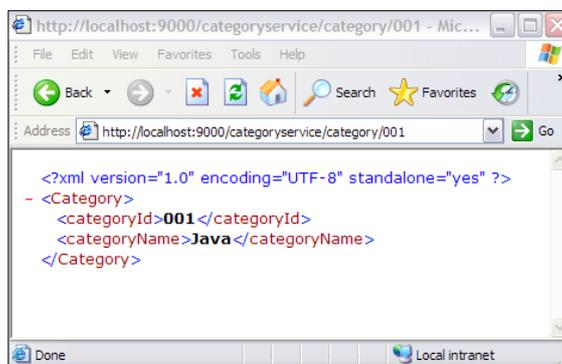 http://localhost:9000/categoryservice/category/001 - Mic...
File Edit View Favorites Tools Help
Back Search Favorites
Address http://localhost:9000/categoryservice/category/001 Go
<?xml version="1.0" encoding="UTF-8" standalone="yes" ?>
- <Category>
<categoryId>001</categoryId>
<categoryName>Java</categoryName>
</Category>
Done Local intranet